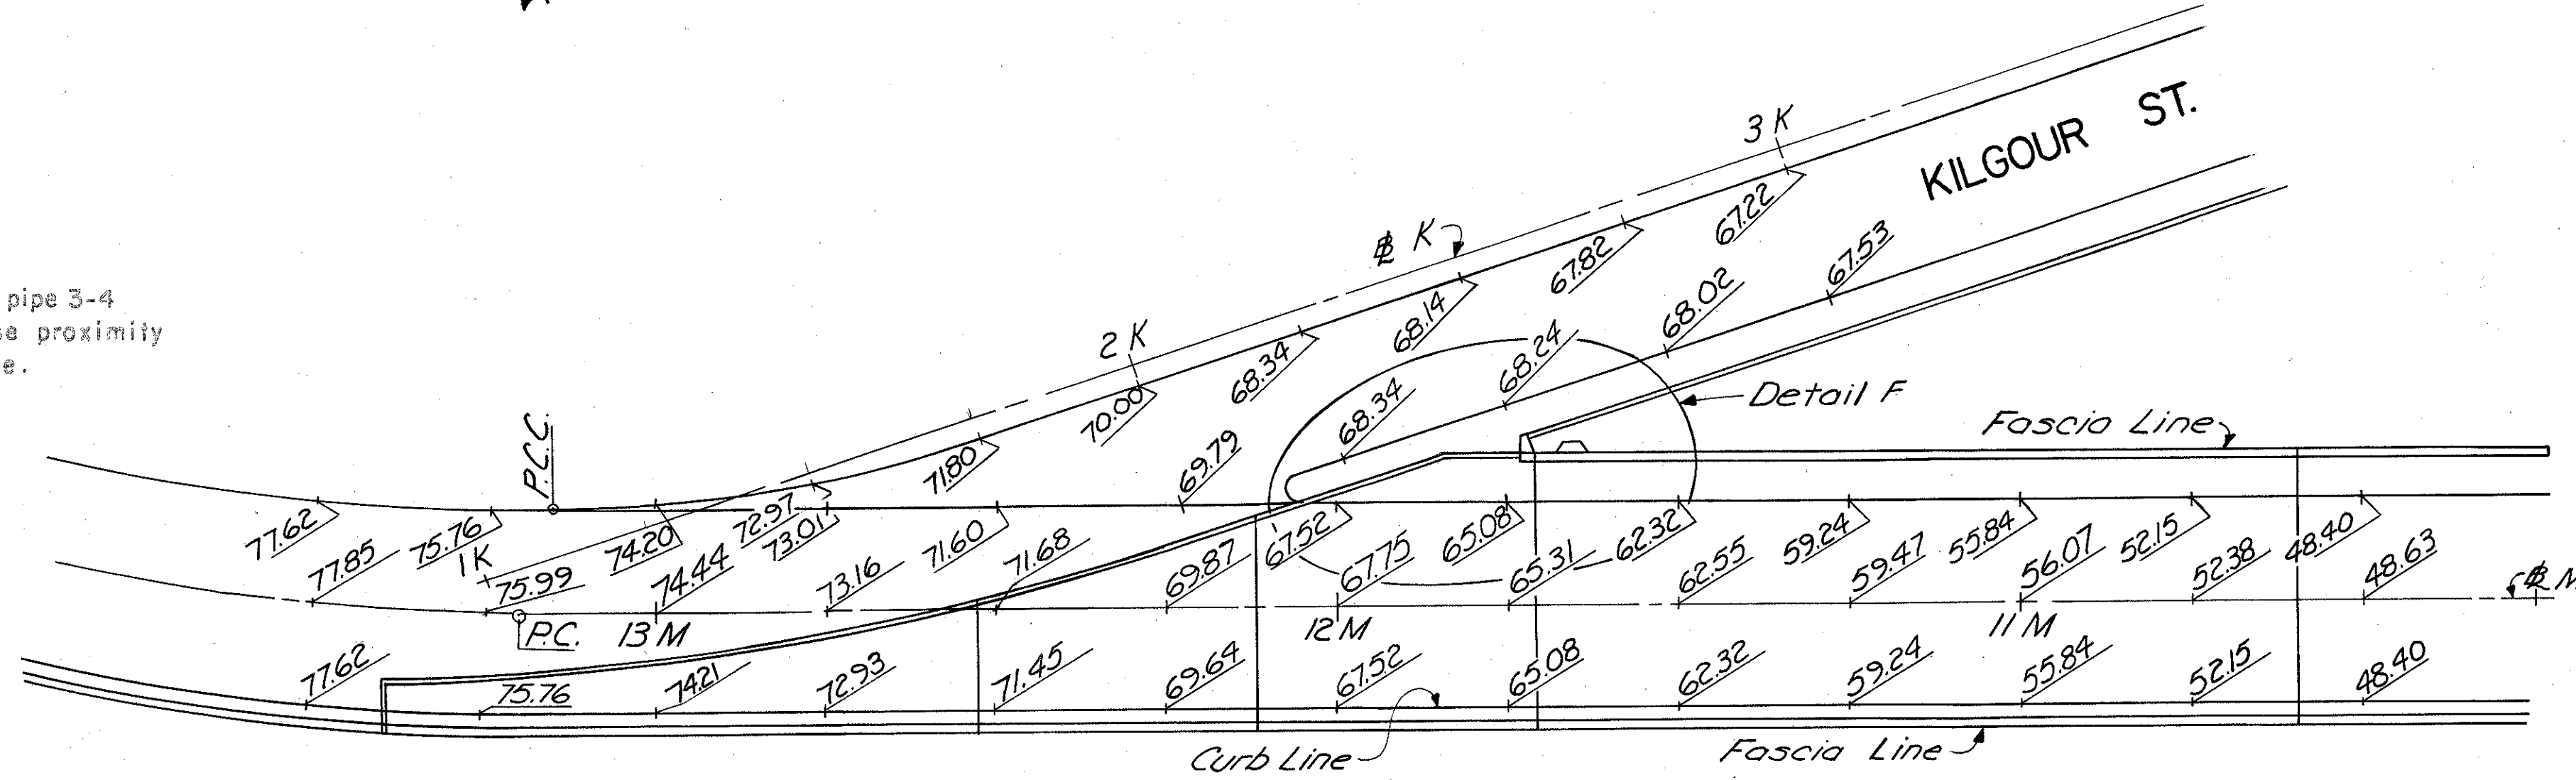 KILGOUR ST.
3 K
67.22
67.53
℄ K
67.82
68.02
68.14
68.24
2 K
68.34
68.34
70.00
Detail F
Fascia Line
pipe 3-4
proximity
e.
P.C.C.
71.80
69.79
77.62
75.76
74.20
72.97
73.01
71.60
67.52
65.08
62.32
59.24
55.84
52.15
48.40
1K
77.85
75.99
74.44
73.16
71.68
69.87
67.75
65.31
62.55
59.47
56.07
52.38
48.63
℄ M
P.C.
13 M
12 M
11 M
77.62
75.76
74.21
72.93
71.45
69.64
67.52
65.08
62.32
59.24
55.84
52.15
48.40
Curb Line
Fascia Line